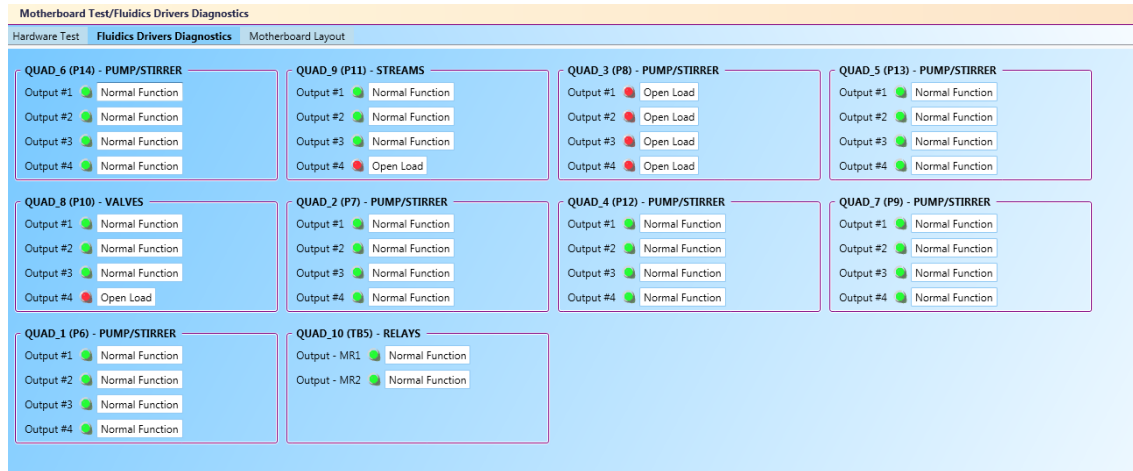 Motherboard Test/Fluidics Drivers Diagnostics
Hardware Test Fluidics Drivers Diagnostics Motherboard Layout
QUAD_6 (P14) - PUMP/STIRRER
Output #1 Normal Function
Output #2 Normal Function
Output #3 Normal Function
Output #4 Normal Function
QUAD_9 (P11) - STREAMS
Output #1 Normal Function
Output #2 Normal Function
Output #3 Normal Function
Output #4 Open Load
QUAD_3 (P8) - PUMP/STIRRER
Output #1 Open Load
Output #2 Open Load
Output #3 Open Load
Output #4 Open Load
QUAD_5 (P13) - PUMP/STIRRER
Output #1 Normal Function
Output #2 Normal Function
Output #3 Normal Function
Output #4 Normal Function
QUAD_8 (P10) - VALVES
Output #1 Normal Function
Output #2 Normal Function
Output #3 Normal Function
Output #4 Open Load
QUAD_2 (P7) - PUMP/STIRRER
Output #1 Normal Function
Output #2 Normal Function
Output #3 Normal Function
Output #4 Normal Function
QUAD_4 (P12) - PUMP/STIRRER
Output #1 Normal Function
Output #2 Normal Function
Output #3 Normal Function
Output #4 Normal Function
QUAD_7 (P9) - PUMP/STIRRER
Output #1 Normal Function
Output #2 Normal Function
Output #3 Normal Function
Output #4 Normal Function
QUAD_1 (P6) - PUMP/STIRRER
Output #1 Normal Function
Output #2 Normal Function
Output #3 Normal Function
Output #4 Normal Function
QUAD_10 (TB5) - RELAYS
Output - MR1 Normal Function
Output - MR2 Normal Function